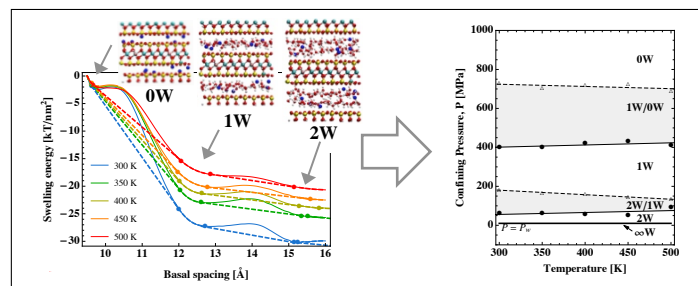 0W
1W
2W
Swelling energy [kT/nm²]
0
−5
−10
−15
−20
−25
−30
300 K
350 K
400 K
450 K
500 K
10 11 12 13 14 15 16
Basal spacing [Å]
Confining Pressure, P [MPa]
1000
800
600
400
200
0
0W
1W/0W
1W
2W/1W
2W
P = Pw
∞W
300 350 400 450 500
Temperature [K]